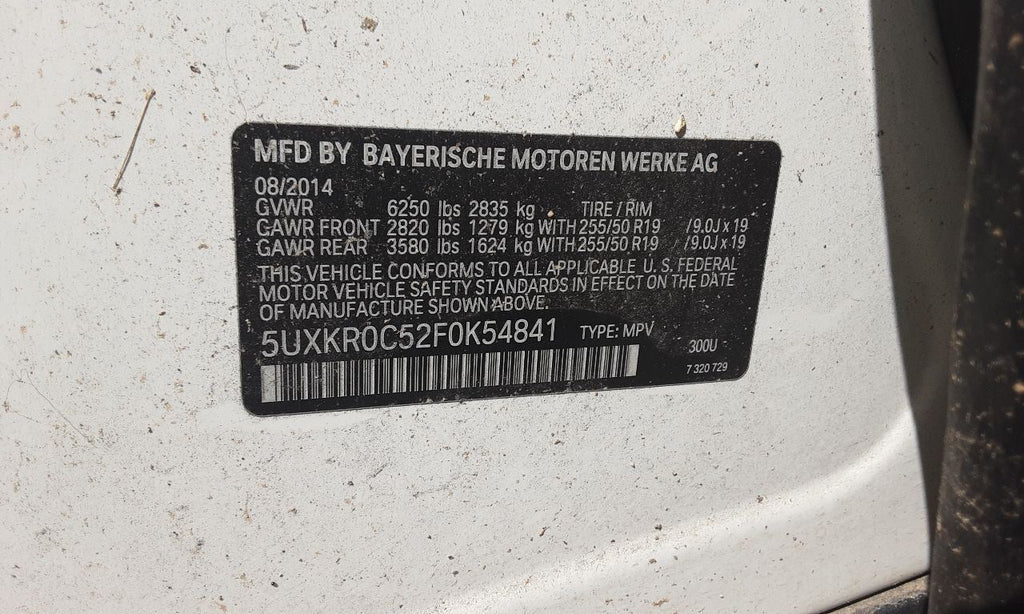 MFD BY BAYERISCHE MOTOREN WERKE AG
08/2014
GVWR 6250 lbs 2835 kg TIRE / RIM
GAWR FRONT 2820 lbs 1279 kg WITH 255/50 R19 /9.0J x 19
GAWR REAR 3580 lbs 1624 kg WITH 255/50 R19 /9.0J x 19
THIS VEHICLE CONFORMS TO ALL APPLICABLE U. S. FEDERAL
MOTOR VEHICLE SAFETY STANDARDS IN EFFECT ON THE DATE
OF MANUFACTURE SHOWN ABOVE.
5UXKR0C52F0K54841 TYPE: MPV
300U
7 320 729